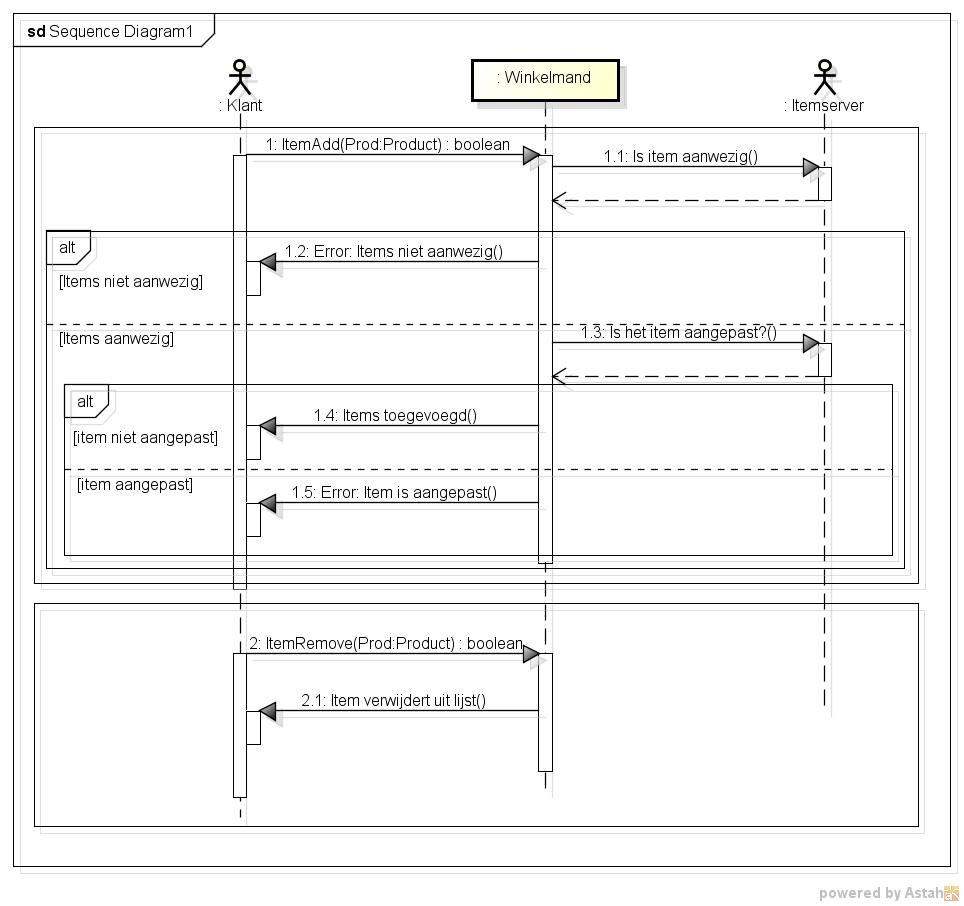 sd Sequence Diagram1
: Klant
: Winkelmand
: Itemserver
1: ItemAdd(Prod:Product) : boolean
1.1: Is item aanwezig()
alt
1.2: Error: Items niet aanwezig()
[Items niet aanwezig]
[Items aanwezig]
1.3: Is het item aangepast?()
alt
1.4: Items toegevoegd()
[item niet aangepast]
[item aangepast]
1.5: Error: Item is aangepast()
2: ItemRemove(Prod:Product) : boolean
2.1: Item verwijdert uit lijst()
powered by Astah